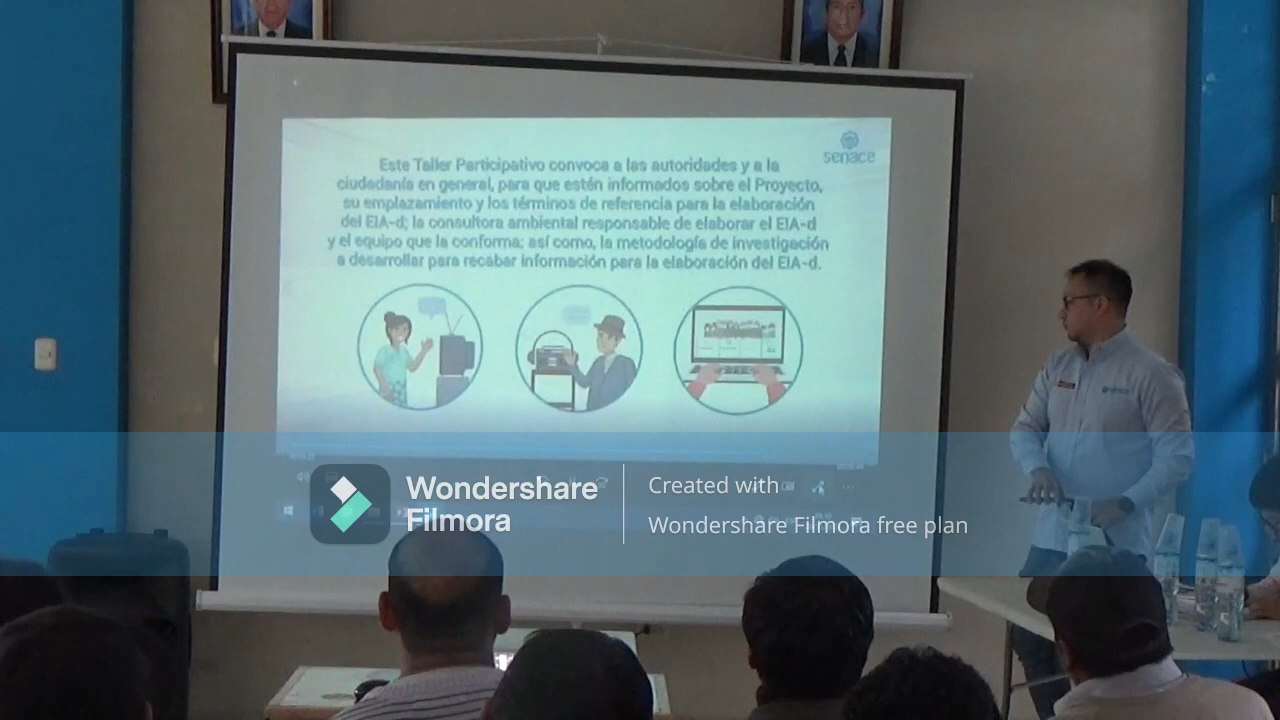 senace
Este Taller Participativo convoca a las autoridades y a la
ciudadanía en general, para que estén informados sobre el Proyecto,
su emplazamiento y los términos de referencia para la elaboración
del EIA-d; la consultora ambiental responsable de elaborar el EIA-d
y el equipo que la conforma; así como, la metodología de investigación
a desarrollar para recabar información para la elaboración del EIA-d.
Wondershare
Filmora
Created with
Wondershare Filmora free plan